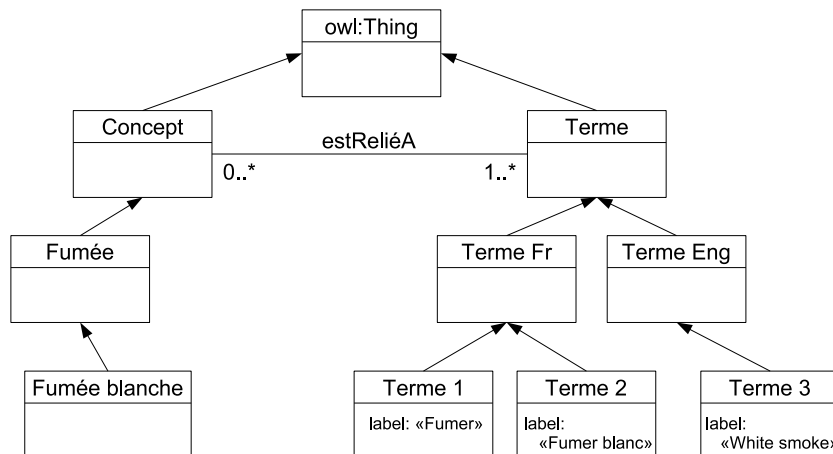 owl:Thing
Concept
Terme
estReliéA
0..*
1..*
Fumée
Terme Fr
Terme Eng
Fumée blanche
Terme 1
Terme 2
Terme 3
label: «Fumer»
label:
«Fumer blanc»
label:
«White smoke»